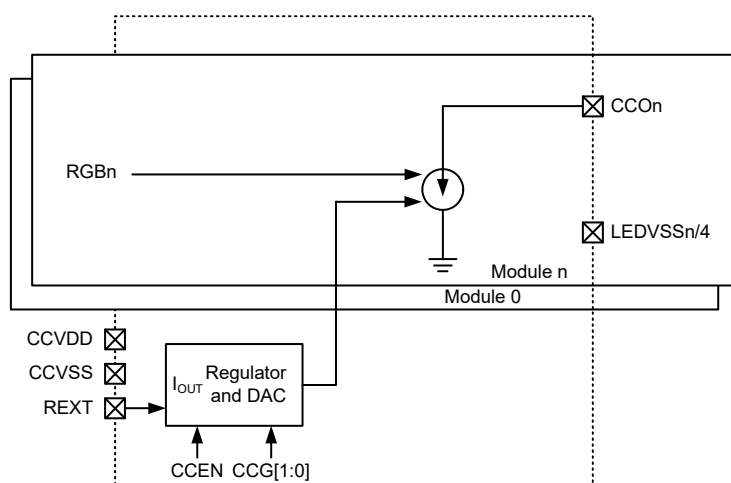 CCOn
RGBn
LEDVSSn/4
Module n
Module 0
CCVDD
CCVSS
REXT
IOUT Regulator
and DAC
CCEN CCG[1:0]